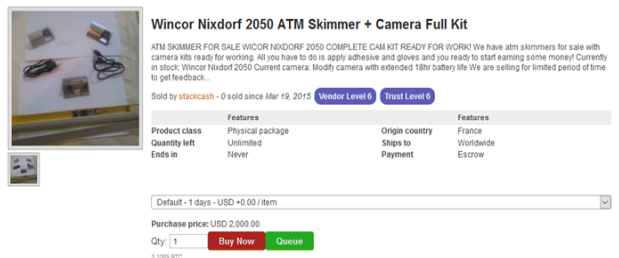 Wincor Nixdorf 2050 ATM Skimmer + Camera Full Kit
ATM SKIMMER FOR SALE WICOR NIXDORF 2050 COMPLETE CAM KIT READY FOR WORK! We have atm skimmers for sale with
camera kits ready for working. All you have to do is apply adhesive and gloves and you ready to start earning some money! Currently
in stock: Wincor Nixdorf 2050 Current camera: Modify camera with extended 18hr battery life We are selling for limited period of time
to get feedback...
Sold by stackcash - 0 sold since Mar 19, 2015 Vendor Level 6 Trust Level 6
Features Features
Product class Physical package Origin country France
Quantity left Unlimited Ships to Worldwide
Ends in Never Payment Escrow
Default - 1 days - USD +0.00 / item
Purchase price: USD 2,000.00
Qty: 1 Buy Now Queue